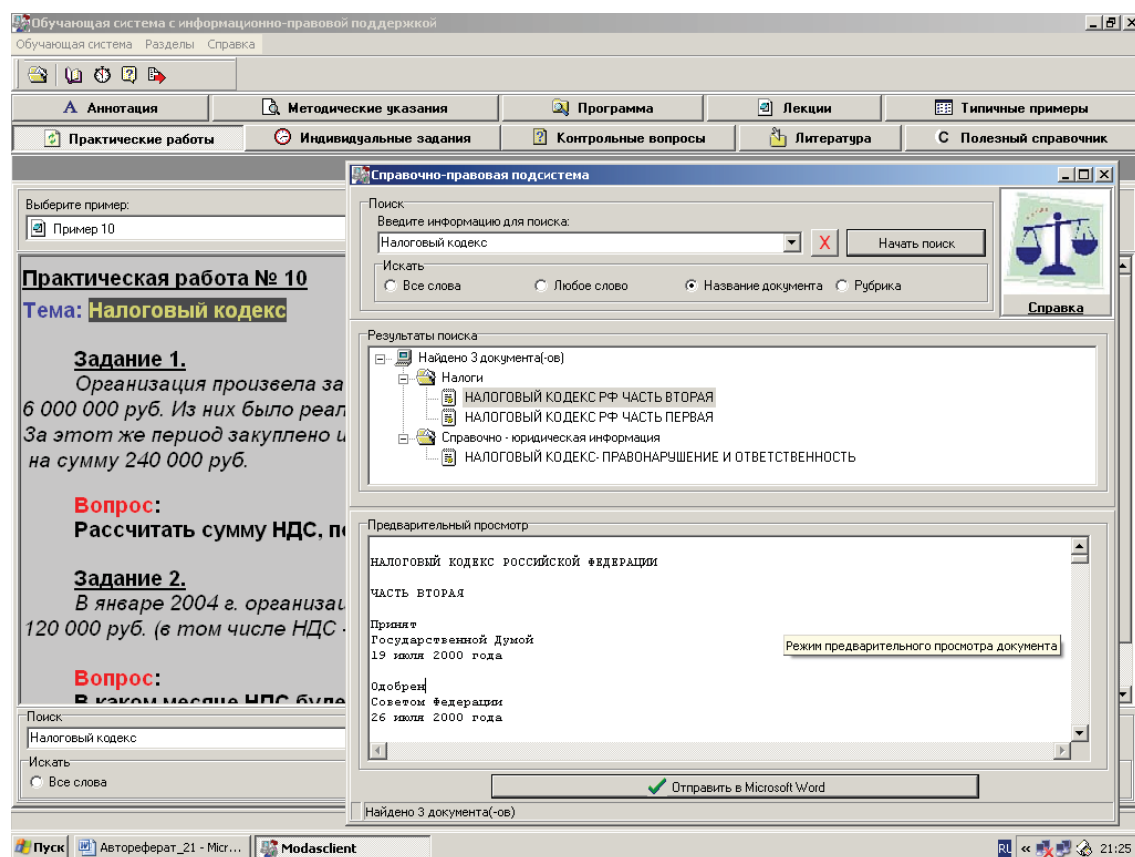 Обучающая система с информационно-правовой поддержкой
Обучающая система Разделы Справка
Аннотация Методические указания Программа Лекции Типичные примеры
Практические работы Индивидуальные задания Контрольные вопросы Литература Полезный справочник
Выберите пример:
Пример 10
Практическая работа № 10
Тема: Налоговый кодекс
Задание 1.
Организация произвела за
6 000 000 руб. Из них было реал
За этот же период закуплено и
на сумму 240 000 руб.
Вопрос:
Рассчитать сумму НДС, по
Задание 2.
В январе 2004 г. организац
120 000 руб. (в том числе НДС -
Вопрос:
В каком месяце НДС буде
Поиск
Налоговый кодекс
Искать
Все слова
Справочно-правовая подсистема
Поиск
Введите информацию для поиска:
Налоговый кодекс X Начать поиск
Искать
Все слова Любое слово Название документа Рубрика
Справка
Результаты поиска
Найдено 3 документа(-ов)
Налоги
НАЛОГОВЫЙ КОДЕКС РФ ЧАСТЬ ВТОРАЯ
НАЛОГОВЫЙ КОДЕКС РФ ЧАСТЬ ПЕРВАЯ
Справочно - юридическая информация
НАЛОГОВЫЙ КОДЕКС- ПРАВОНАРУШЕНИЕ И ОТВЕТСТВЕННОСТЬ
Предварительный просмотр
НАЛОГОВЫЙ КОДЕКС РОССИЙСКОЙ ФЕДЕРАЦИИ
ЧАСТЬ ВТОРАЯ
Принят
Государственной Думой
19 июля 2000 года
Режим предварительного просмотра документа
Одобрен
Советом Федерации
26 июля 2000 года
Отправить в Microsoft Word
Найдено 3 документа(-ов)
Пуск Автореферат_21 - Micr... Modasclient RU « 21:25